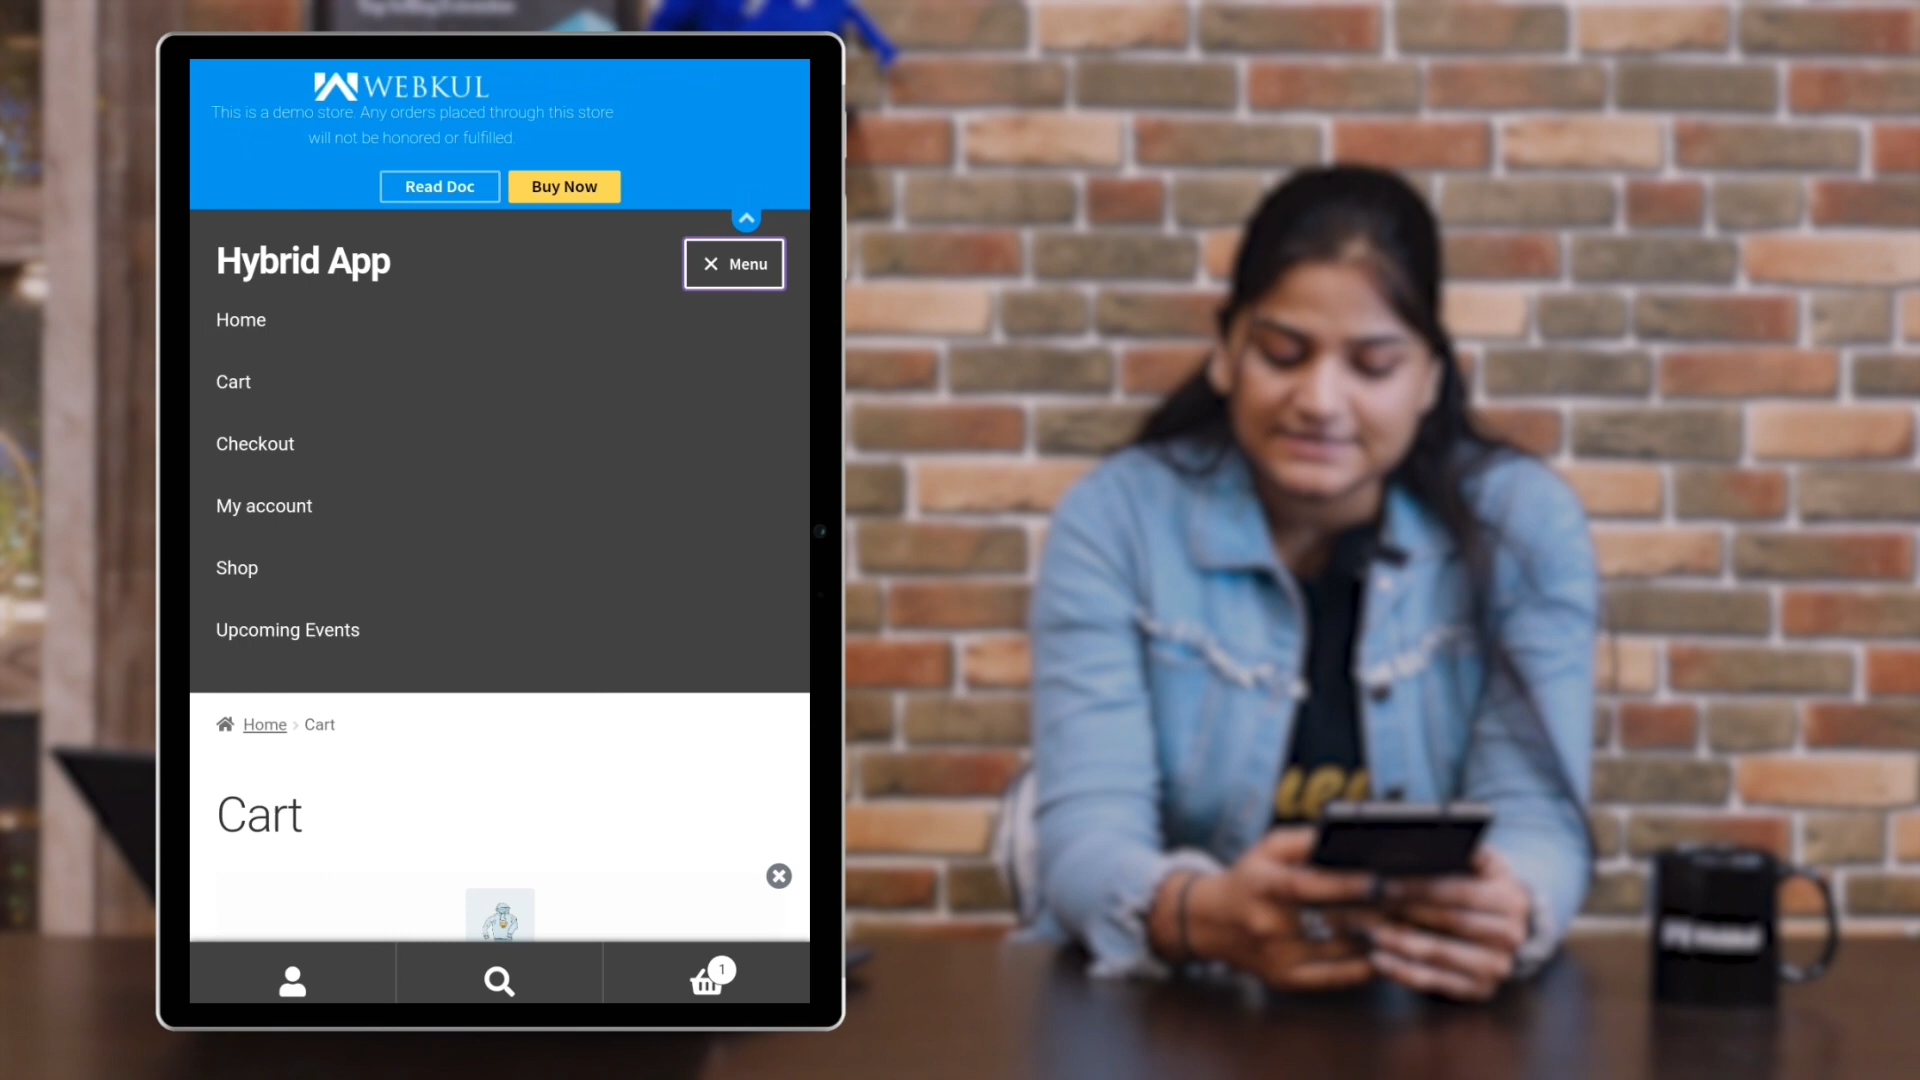 WEBKUL
This is a demo store. Any orders placed through this store
will not be honored or fulfilled.
Read Doc
Buy Now
Hybrid App
Menu
Home
Cart
Checkout
My account
Shop
Upcoming Events
Home › Cart
Cart
1